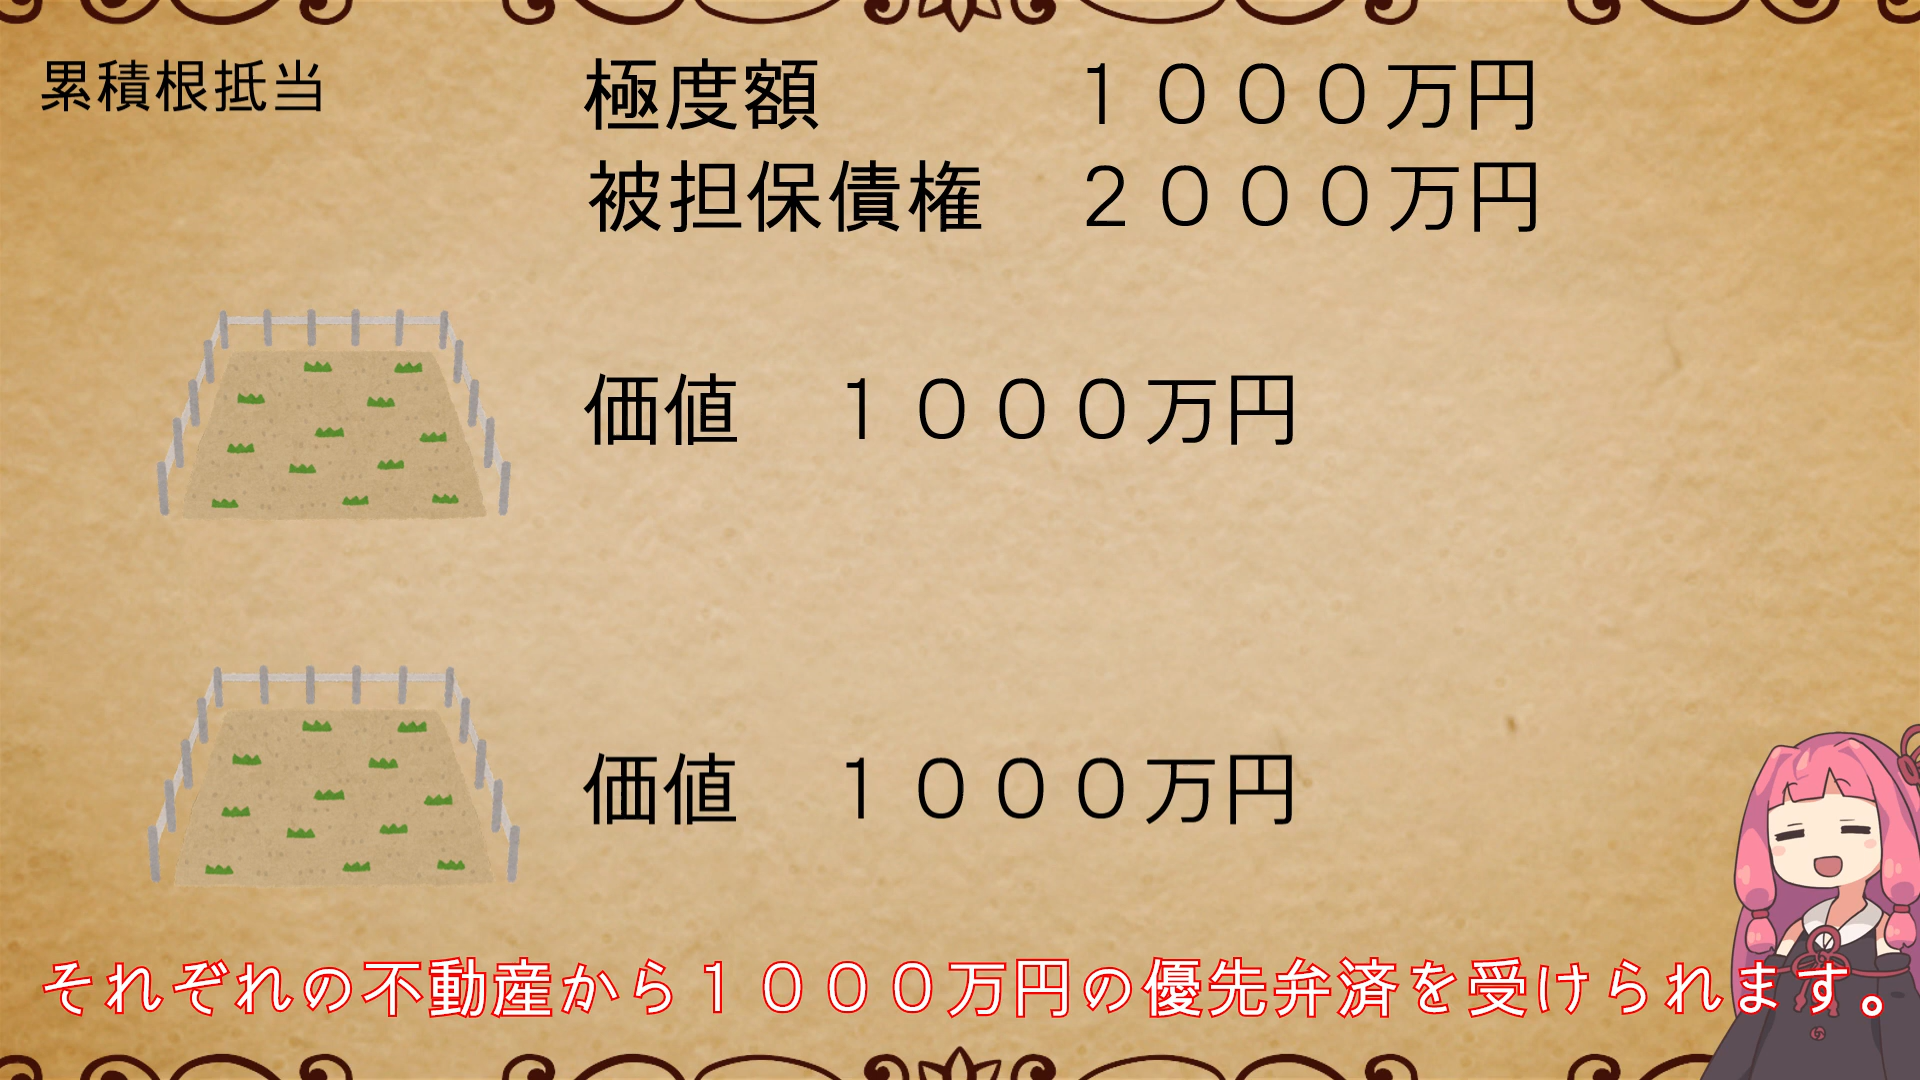 累積根抵当
極度額　　　１０００万円
被担保債権　２０００万円
価値　１０００万円
価値　１０００万円
それぞれの不動産から１０００万円の優先弁済を受けられます。